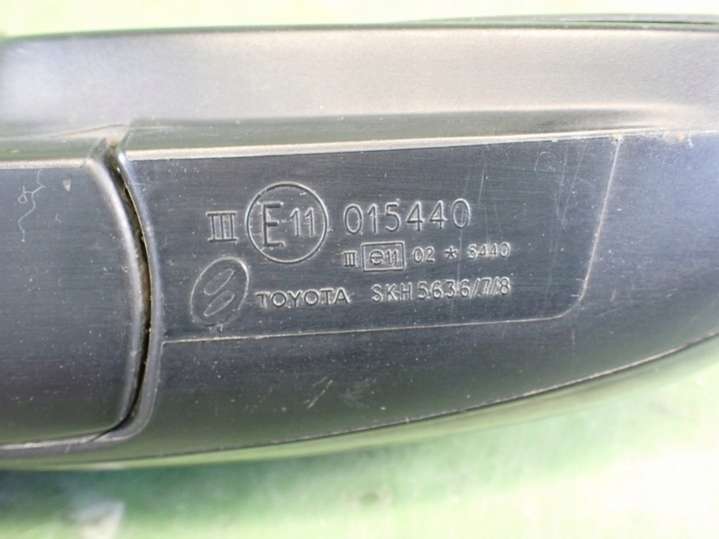 III E11 015440
III e11 02 * 5440
TOYOTA SKH5636/7/8